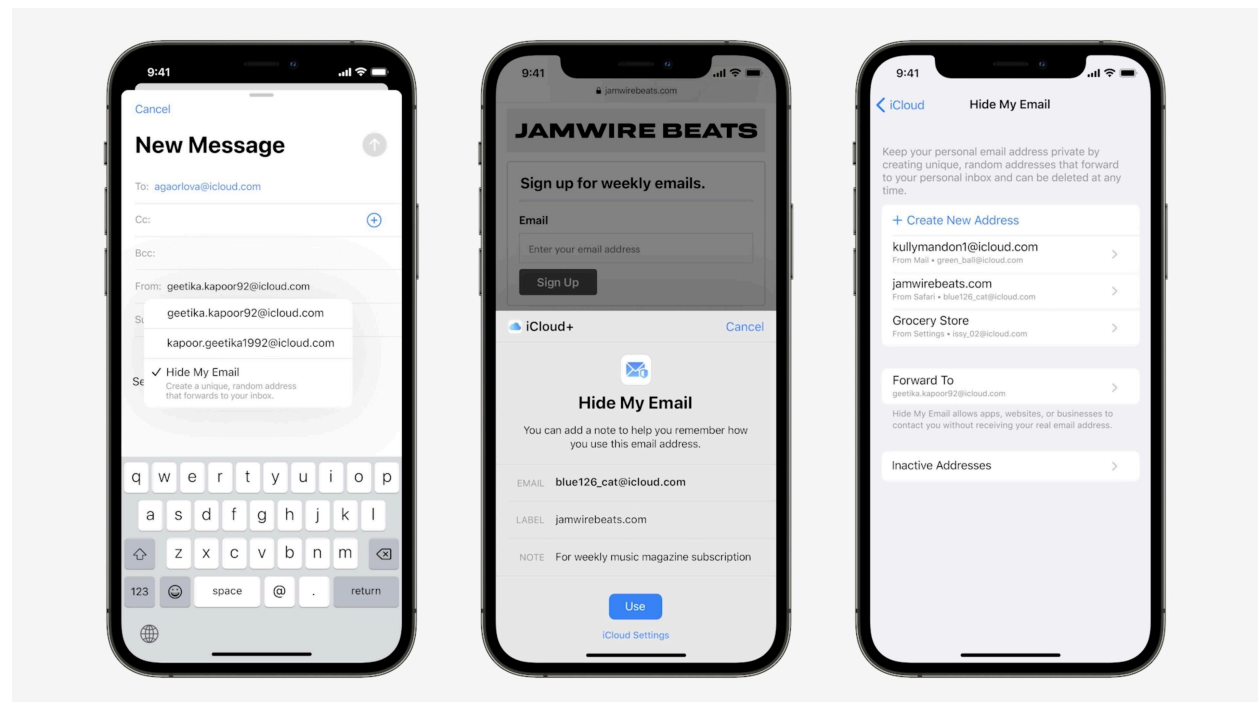 9:41
Cancel
New Message
To: agaorlova@icloud.com
Cc:
Bcc:
From: geetika.kapoor92@icloud.com
Su
geetika.kapoor92@icloud.com
kapoor.geetika1992@icloud.com
✓ Hide My Email
Create a unique, random address
that forwards to your inbox.
Se
q w e r t y u i o p
a s d f g h j k l
z x c v b n m
123 space @ . return
9:41
jamwirebeats.com
JAMWIRE BEATS
Sign up for weekly emails.
Email
Enter your email address
Sign Up
iCloud+ Cancel
Hide My Email
You can add a note to help you remember how
you use this email address.
EMAIL blue126_cat@icloud.com
LABEL jamwirebeats.com
NOTE For weekly music magazine subscription
Use
iCloud Settings
9:41
iCloud Hide My Email
Keep your personal email address private by
creating unique, random addresses that forward
to your personal inbox and can be deleted at any
time.
+ Create New Address
kullymandon1@icloud.com
From Mail • green_ball@icloud.com
jamwirebeats.com
From Safari • blue126_cat@icloud.com
Grocery Store
From Settings • issy_02@icloud.com
Forward To
geetika.kapoor92@icloud.com
Hide My Email allows apps, websites, or businesses to
contact you without receiving your real email address.
Inactive Addresses